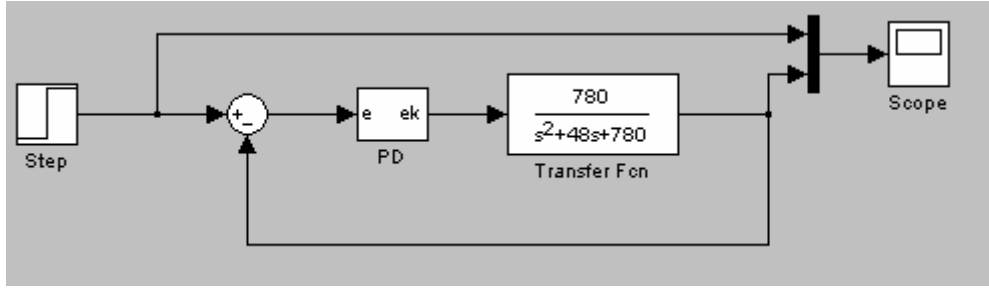 Step
+
-
e ek
PD
780
s²+48s+780
Transfer Fcn
Scope